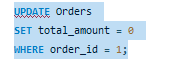 UPDATE Orders
SET total_amount = 0
WHERE order_id = 1;